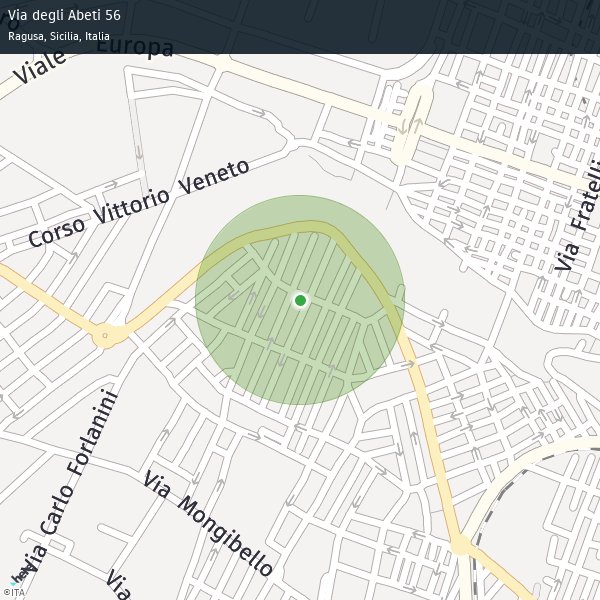 Via degli Abeti 56
Ragusa, Sicilia, Italia
Viale Europa
Corso Vittorio Veneto
Via Fratelli
Via Carlo Forlanini
Via Mongibello
Via
here
©ITA